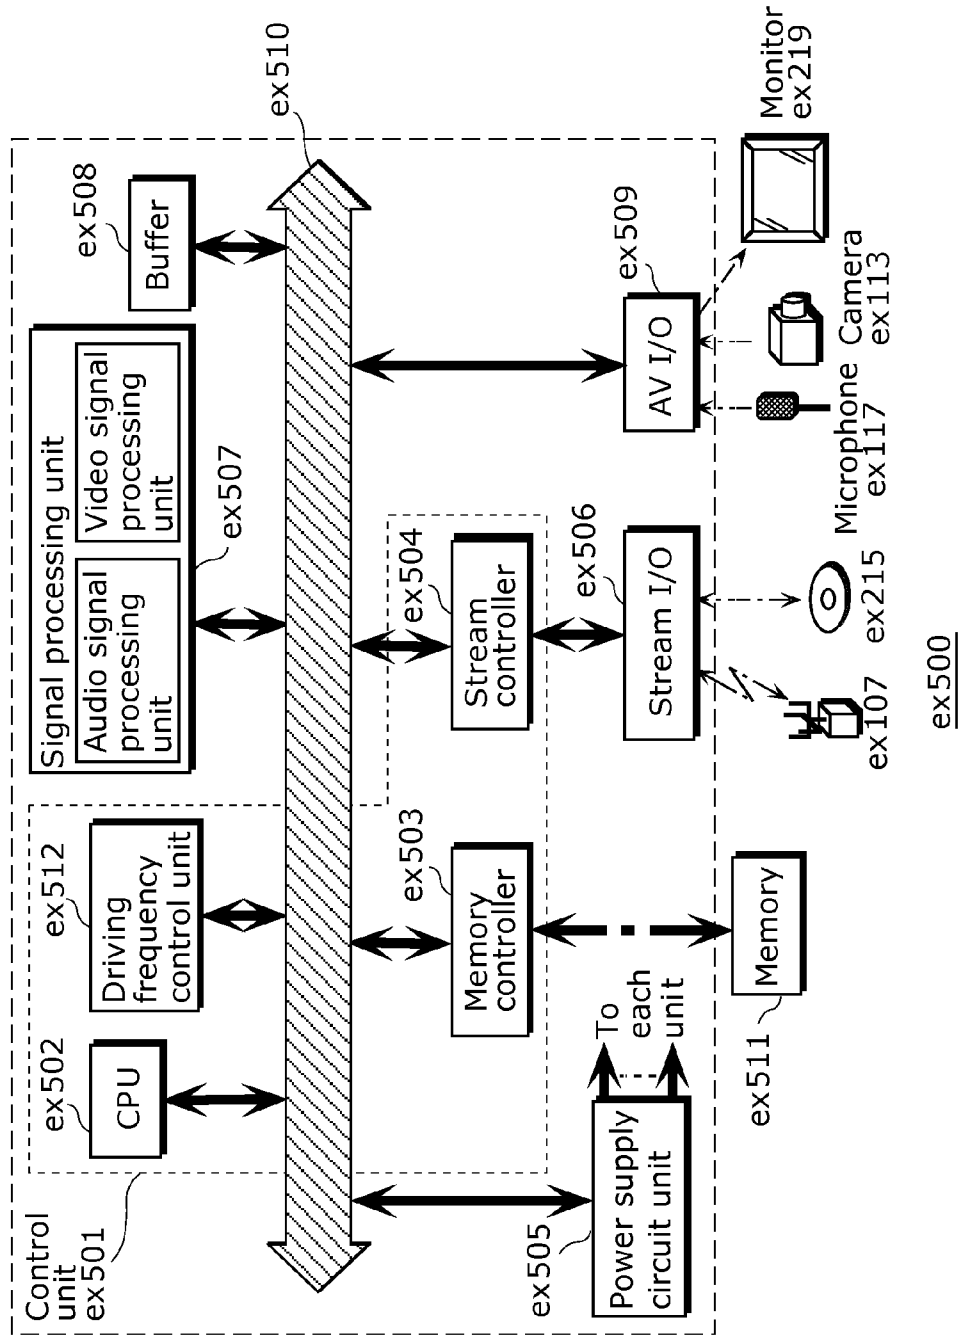 Control
unit
ex501
ex502
CPU
ex512
Driving
frequency
control unit
Signal processing unit
Audio signal
processing
unit
Video signal
processing
unit
ex507
ex508
Buffer
ex510
ex505
Power supply
circuit unit
To
each
unit
ex503
Memory
controller
ex504
Stream
controller
ex506
Stream I/O
ex509
AV I/O
ex511
Memory
ex107
ex215
Microphone
ex117
Camera
ex113
Monitor
ex219
ex500